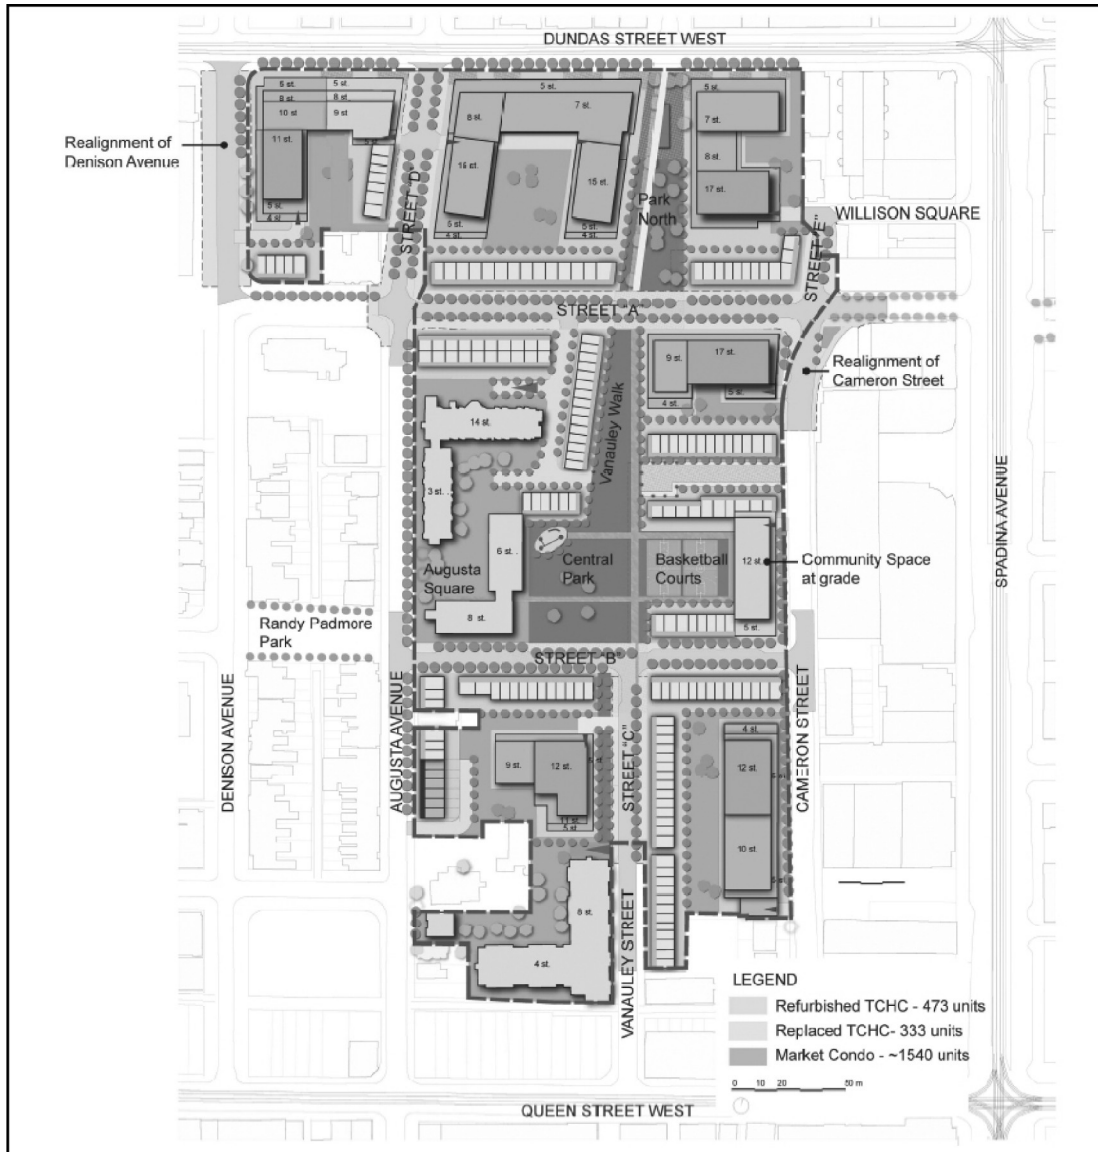 DUNDAS STREET WEST
Realignment of
Denison Avenue
5 st.
5 st.
8 st.
8 st.
10 st
9 st
11 st.
5 st.
4 st.
STREET "D"
5 st.
7 st.
8 st.
15 st.
15 st.
5 st.
4 st.
5 st.
4 st.
Park
North
5 st.
7 st.
8 st.
17 st.
WILLISON SQUARE
STREET "E"
STREET "A"
Realignment of
Cameron Street
9 st.
17 st.
5 st.
4 st.
Vanauley Walk
14 st.
3 st.
6 st.
8 st.
Augusta
Square
Central
Park
Basketball
Courts
12 st.
5 st.
Community Space
at grade
SPADINA AVENUE
Randy Padmore
Park
STREET "B"
DENISON AVENUE
AUGUSTA AVENUE
STREET "C"
CAMERON STREET
9 st.
12 st.
5 st.
11 st.
5 st.
4 st.
12 st.
5 st.
10 st.
5 st.
8 st.
4 st.
VANAULEY STREET
LEGEND
Refurbished TCHC - 473 units
Replaced TCHC- 333 units
Market Condo - ~1540 units
0 10 20 50 m
QUEEN STREET WEST